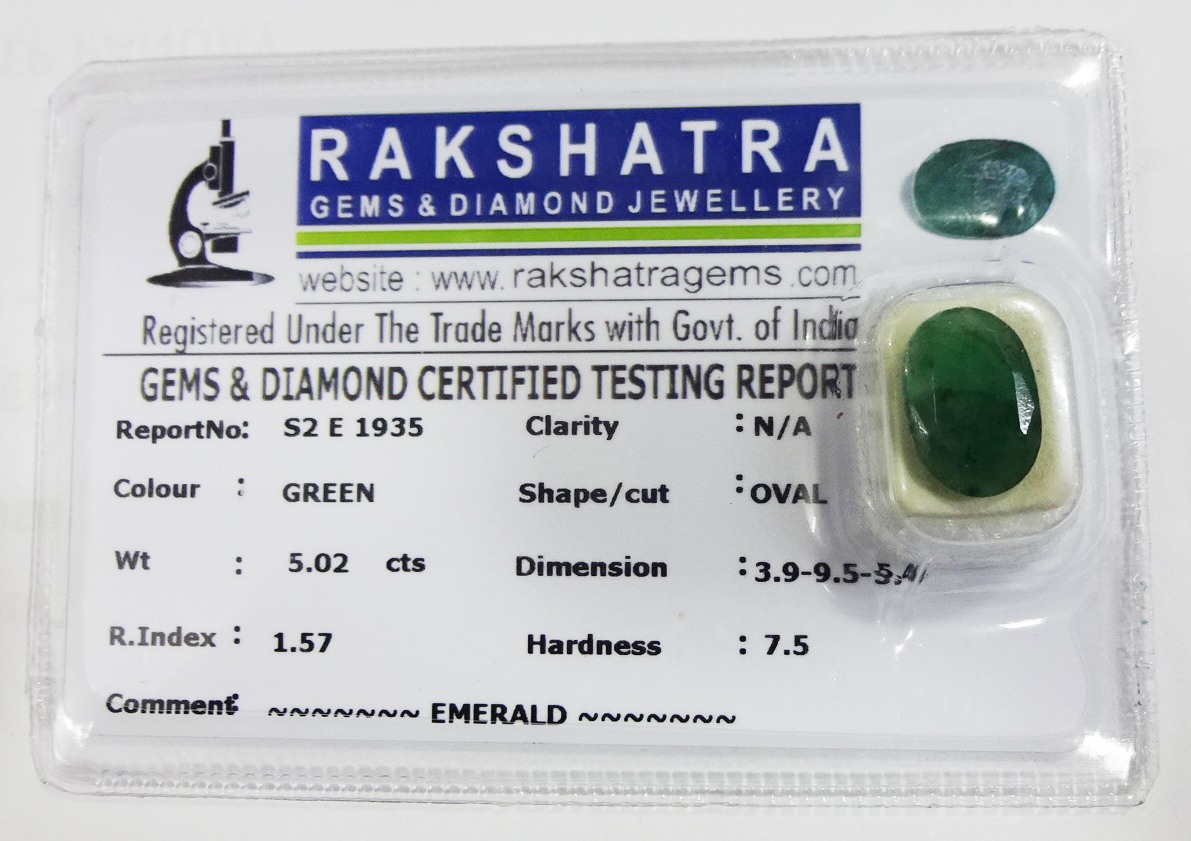 RAKSHATRA
GEMS & DIAMOND JEWELLERY
website : www.rakshatragems.com
Registered Under The Trade Marks with Govt. of India
GEMS & DIAMOND CERTIFIED TESTING REPORT
ReportNo: S2 E 1935 Clarity : N/A
Colour : GREEN Shape/cut : OVAL
Wt : 5.02 cts Dimension : 3.9-9.5-
R.Index : 1.57 Hardness : 7.5
Comment: ~~~~~~~ EMERALD ~~~~~~~